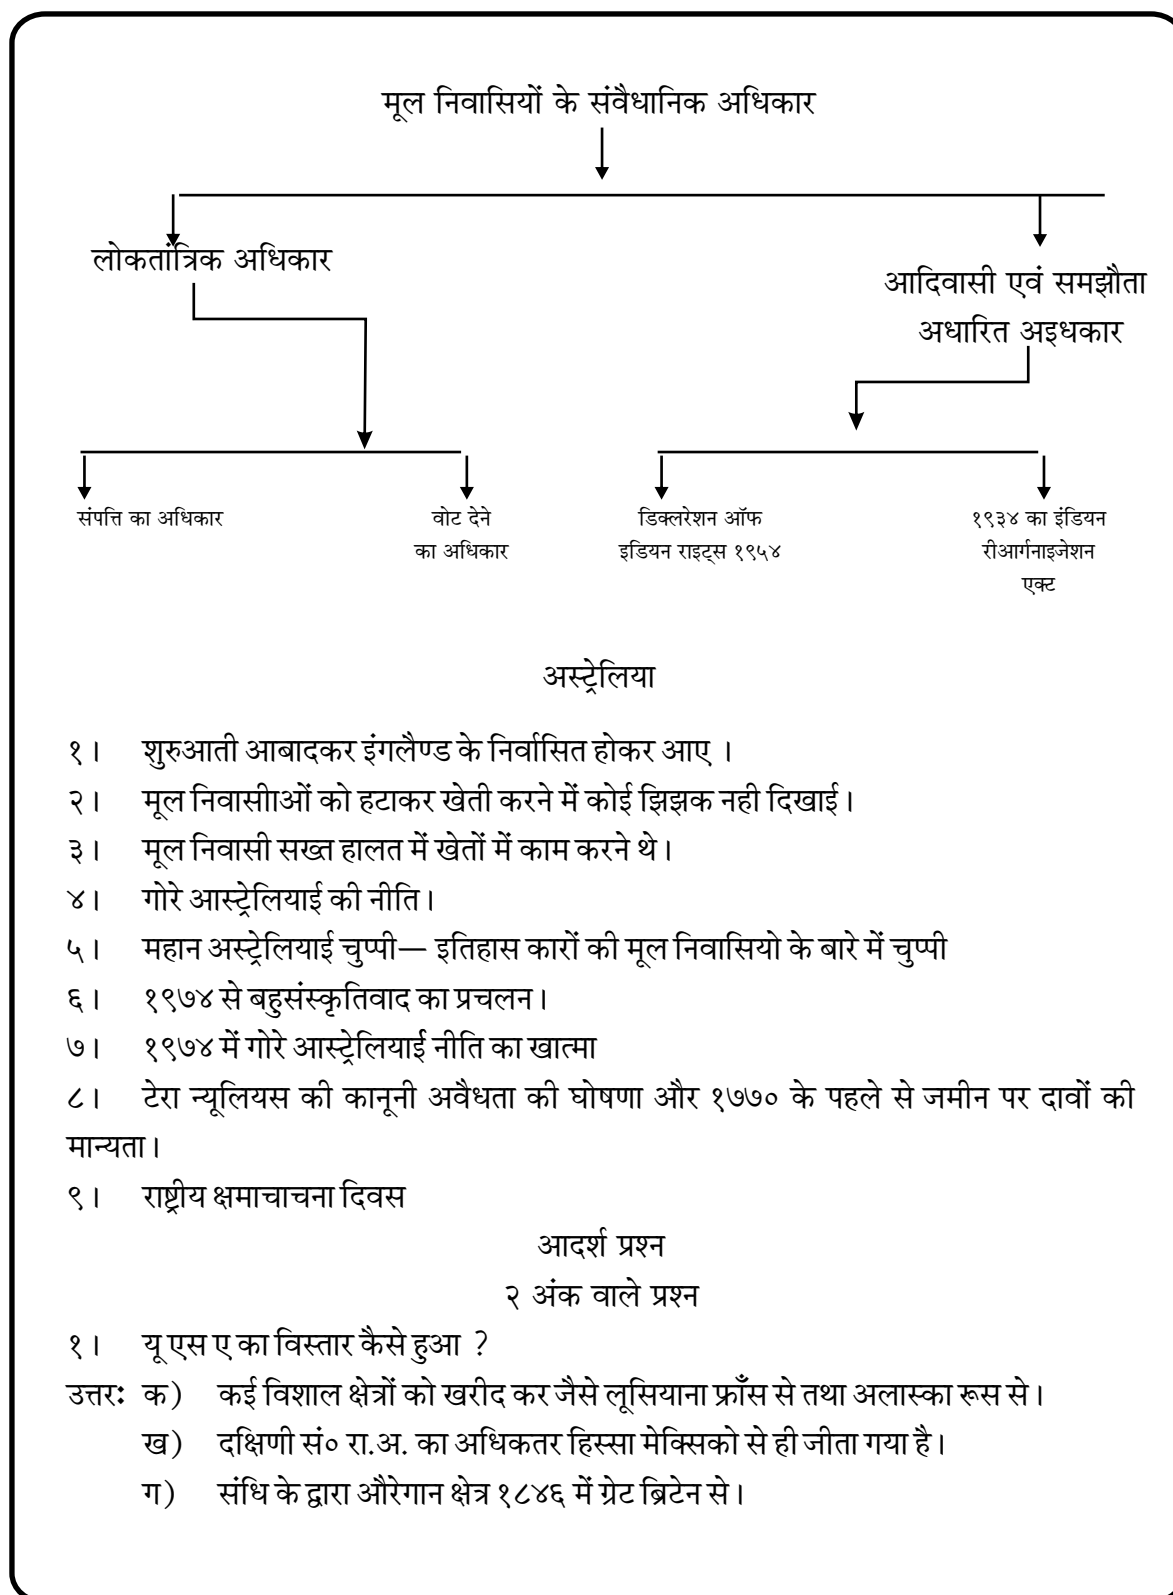 मूल निवासियों के संवैधानिक अधिकार
लोकतांत्रिक अधिकार
आदिवासी एवं समझौता
अधारित अइधकार
संपत्ति का अधिकार
वोट देने
का अधिकार
डिक्लरेशन ऑफ
इडियन राइट्स १९५४
१९३४ का इंडियन
रीआर्गनाइजेशन
एक्ट
अस्ट्रेलिया
१। शुरुआती आबादकर इंगलैण्ड के निर्वासित होकर आए ।
२। मूल निवासीाओं को हटाकर खेती करने में कोई झिझक नही दिखाई।
३। मूल निवासी सख्त हालत में खेतों में काम करने थे।
४। गोरे आस्ट्रेलियाई की नीति।
५। महान अस्ट्रेलियाई चुप्पी— इतिहास कारों की मूल निवासियो के बारे में चुप्पी
६। १९७४ से बहुसंस्कृतिवाद का प्रचलन।
७। १९७४ में गोरे आस्ट्रेलियाई नीति का खात्मा
८। टेरा न्यूलियस की कानूनी अवैधता की घोषणा और १७७० के पहले से जमीन पर दावों की
मान्यता।
९। राष्ट्रीय क्षमाचाचना दिवस
आदर्श प्रश्न
२ अंक वाले प्रश्न
१। यू एस ए का विस्तार कैसे हुआ ?
उत्तरः क) कई विशाल क्षेत्रों को खरीद कर जैसे लूसियाना फ्राँस से तथा अलास्का रूस से।
ख) दक्षिणी सं० रा.अ. का अधिकतर हिस्सा मेक्सिको से ही जीता गया है।
ग) संधि के द्वारा औरेगान क्षेत्र १८४६ में ग्रेट ब्रिटेन से।